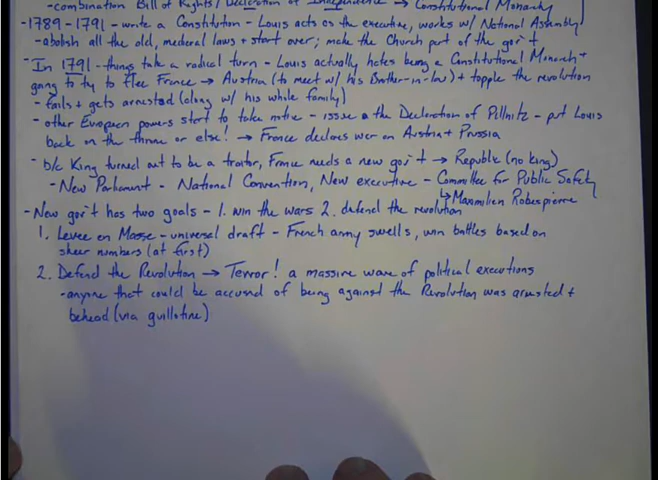 -combination Bill of Rights/Declaration of Independence → Constitutional Monarchy
-1789-1791 - write a Constitution - Louis acts as the executive, works w/ National Assembly
-abolish all the old, medieval laws + start over; make the Church part of the gov't
-In 1791 - things take a radical turn - Louis actually hates being a Constitutional Monarch +
going to try to flee France → Austria (to meet w/ his Brother-in-law) + topple the revolution
- fails + gets arrested (along w/ his while family)
- other European powers start to take notice - issue a the Declaration of Pillnitz - put Louis
back on the throne or else! → France declares war on Austria + Prussia
- b/c King turned out to be a traitor, France needs a new gov't → Republic (no king)
- New Parliament - National Convention, New executive - Committee for Public Safety
↳ Maximilien Robespierre
- New gov't has two goals - 1. win the wars 2. defend the revolution
1. Levee en Masse - universal draft - French army swells, win battles based on
sheer numbers (at first)
2. Defend the Revolution → Terror! a massive wave of political executions
-anyone that could be accused of being against the Revolution was arrested +
behead (via guillotine)